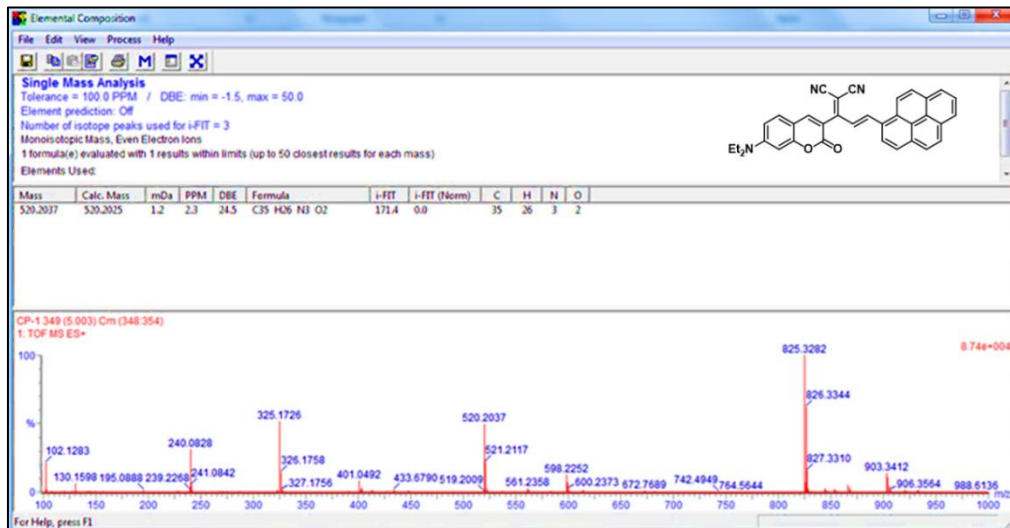 Elemental Composition
File Edit View Process Help
Single Mass Analysis
Tolerance = 100.0 PPM / DBE: min = -1.5, max = 50.0
Element prediction: Off
Number of isotope peaks used for i-FIT = 3
Monoisotopic Mass, Even Electron Ions
1 formula(e) evaluated with 1 results within limits (up to 50 closest results for each mass)
Elements Used:
NC CN
Et2N O O
Mass Calc. Mass mDa PPM DBE Formula i-FIT i-FIT (Norm) C H N O
520.2037 520.2025 1.2 2.3 24.5 C35 H26 N3 O2 171.4 0.0 35 26 3 2
CP-1 349 (5.003) Cm (348:354)
1: TOF MS ES+
8.74e+004
100
%
0
102.1283
130.1598
195.0888
239.2268
240.0828
241.0842
325.1726
326.1758
327.1756
401.0492
433.6790
519.2009
520.2037
521.2117
561.2358
598.2252
600.2373
672.7689
742.4949
764.5644
825.3282
826.3344
827.3310
903.3412
906.3564
988.6136
100 150 200 250 300 350 400 450 500 550 600 650 700 750 800 850 900 950 1000
m/z
For Help, press F1